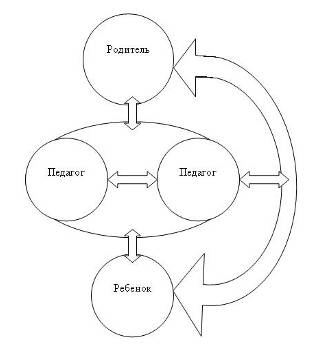 Родитель
Педагог
Педагог
Ребенок